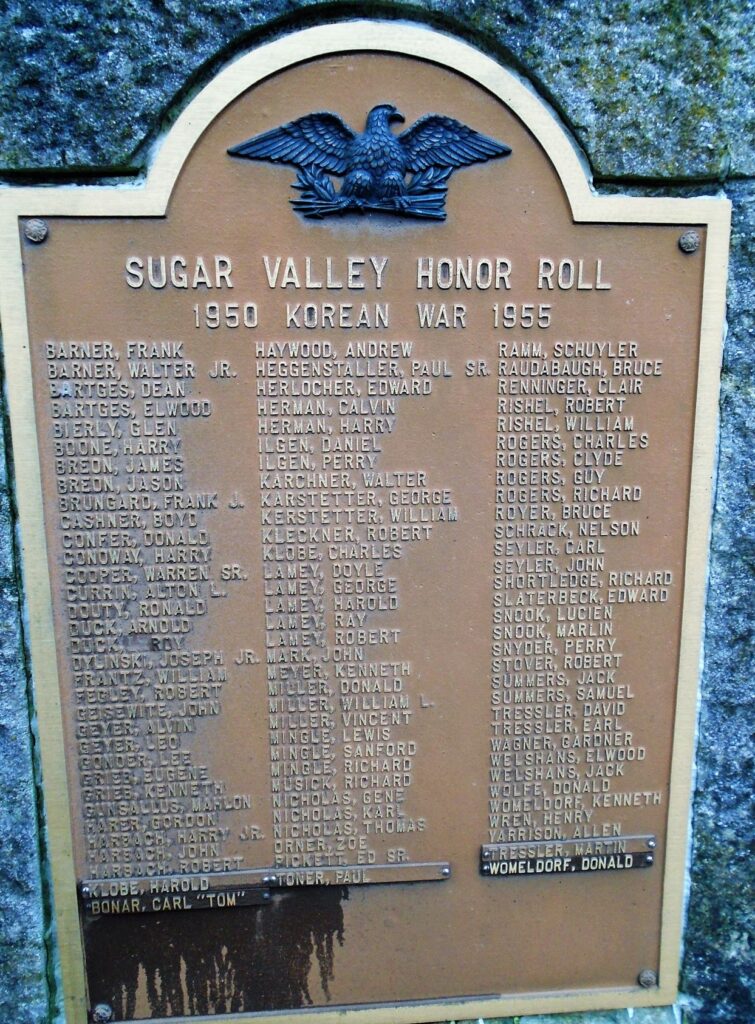 SUGAR VALLEY HONOR ROLL
1950 KOREAN WAR 1955
BARNER, FRANK
BARNER, WALTER JR.
BARTGES, DEAN
BARTGES, ELWOOD
BIERLY, GLEN
BOONE, HARRY
BREON, JAMES
BREON, JASON
BRUNGARD, FRANK J.
CASHNER, BOYD
CONFER, DONALD
CONOWAY, HARRY
COOPER, WARREN SR.
CURRIN, ALTON L.
DOUTY, RONALD
DUCK, ARNOLD
DUCK, ROY
DYLINSKI, JOSEPH JR.
FRANTZ, WILLIAM
FEGLEY, ROBERT
GEISEWITE, JOHN
GEYER, ALVIN
GEYER, LEO
GONDER, LEE
GRIEB, EUGENE
GRIEB, KENNETH
GUNSALLUS, MAHLON
HARER, GORDON
HARBACH, HARRY JR.
HARBACH, JOHN
HARBACH, ROBERT
KLOBE, HAROLD
BONAR, CARL "TOM"
HAYWOOD, ANDREW
HEGGENSTALLER, PAUL SR.
HERLOCHER, EDWARD
HERMAN, CALVIN
HERMAN, HARRY
ILGEN, DANIEL
ILGEN, PERRY
KARCHNER, WALTER
KARSTETTER, GEORGE
KERSTETTER, WILLIAM
KLECKNER, ROBERT
KLOBE, CHARLES
LAMEY, DOYLE
LAMEY, GEORGE
LAMEY, HAROLD
LAMEY, RAY
LAMEY, ROBERT
MARK, JOHN
MEYER, KENNETH
MILLER, DONALD
MILLER, WILLIAM L.
MILLER, VINCENT
MINGLE, LEWIS
MINGLE, SANFORD
MINGLE, RICHARD
MUSICK, RICHARD
NICHOLAS, GENE
NICHOLAS, KARL
NICHOLAS, THOMAS
ORNER, ZOE
PICKETT, ED SR.
TONER, PAUL
RAMM, SCHUYLER
RAUDABAUGH, BRUCE
RENNINGER, CLAIR
RISHEL, ROBERT
RISHEL, WILLIAM
ROGERS, CHARLES
ROGERS, CLYDE
ROGERS, GUY
ROGERS, RICHARD
ROYER, BRUCE
SCHRACK, NELSON
SEYLER, CARL
SEYLER, JOHN
SHORTLEDGE, RICHARD
SLATERBECK, EDWARD
SNOOK, LUCIEN
SNOOK, MARLIN
SNYDER, PERRY
STOVER, ROBERT
SUMMERS, JACK
SUMMERS, SAMUEL
TRESSLER, DAVID
TRESSLER, EARL
WAGNER, GARDNER
WELSHANS, ELWOOD
WELSHANS, JACK
WOLFE, DONALD
WOMELDORF, KENNETH
WREN, HENRY
YARRISON, ALLEN
TRESSLER, MARTIN
WOMELDORF, DONALD